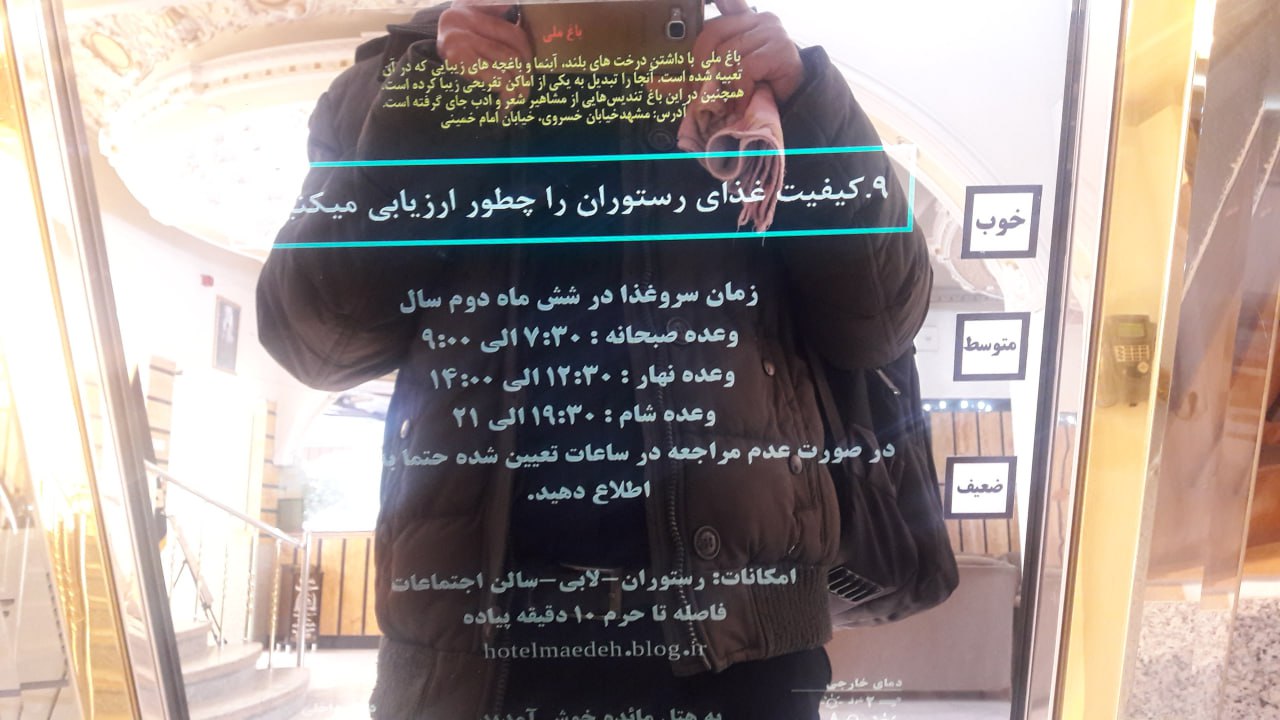 باغ ملی
باغ ملی با داشتن درخت های بلند، آبنما و باغچه های زیبایی که در آن
تعبیه شده است. آنجا را تبدیل به یکی از اماکن تفریحی زیبا کرده است.
همچنین در این باغ تندیس‌هایی از مشاهیر شعر و ادب جای گرفته است.
آدرس: مشهدخیابان خسروی. خیابان امام خمینی
۹.کیفیت غذای رستوران را چطور ارزیابی
خوب
متوسط
ضعیف
زمان سروغذا در شش ماه دوم سال
وعده صبحانه : ۷:۳۰ الی ۹:۰۰
وعده نهار : ۱۲:۳۰ الی ۱۴:۰۰
وعده شام : ۱۹:۳۰ الی ۲۱
در صورت عدم مراجعه در ساعات تعیین شده حتما
اطلاع دهید.
امکانات: رستوران-لابی-سالن اجتماعات
فاصله تا حرم ۱۰ دقیقه پیاده
hotelmaedeh.blog.ir
دمای خارجی
به هتل مائده خوش آمدید